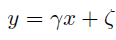 y = γx + ζ